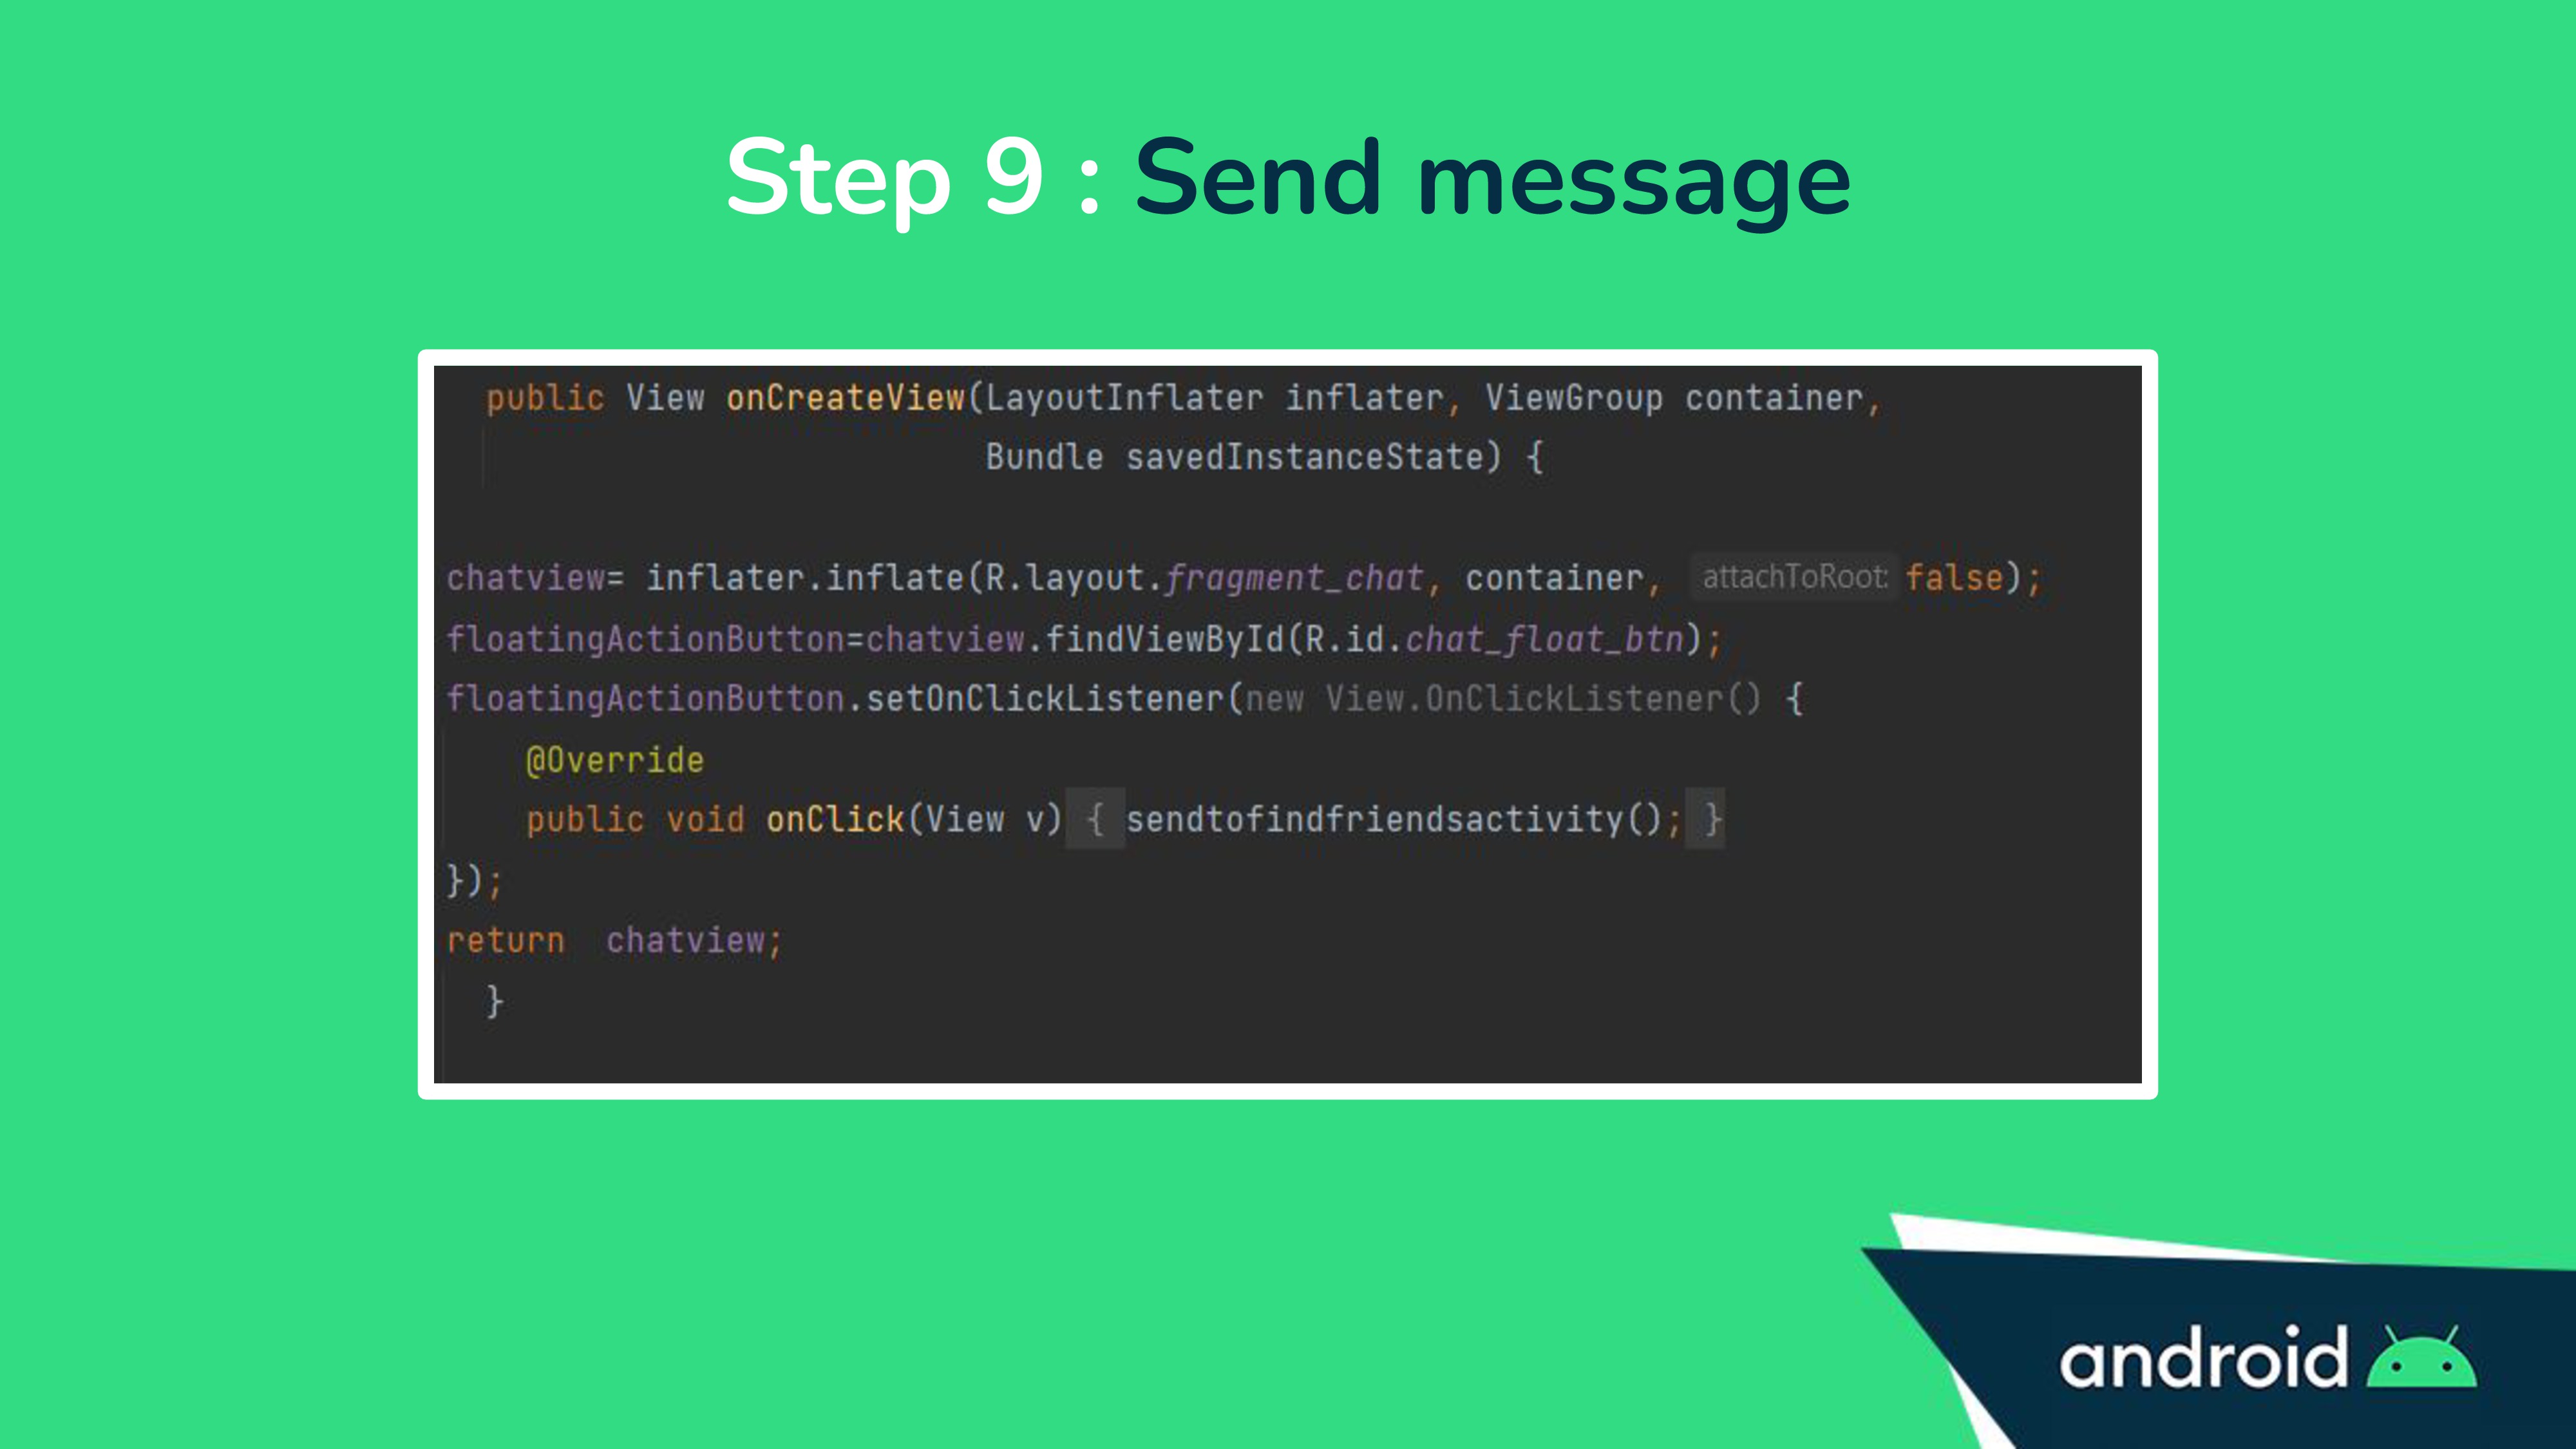 Step 9 : Send message
public View onCreateView(LayoutInflater inflater, ViewGroup container,
Bundle savedInstanceState) {
chatview= inflater.inflate(R.layout.fragment_chat, container, attachToRoot: false);
floatingActionButton=chatview.findViewById(R.id.chat_float_btn);
floatingActionButton.setOnClickListener(new View.OnClickListener() {
@Override
public void onClick(View v) { sendtofindfriendsactivity(); }
});
return chatview;
}
android